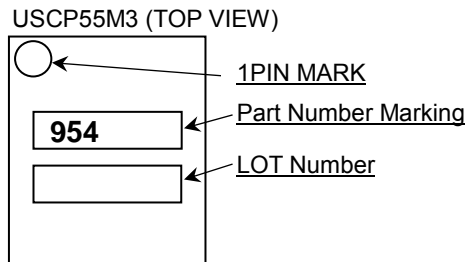 USCP55M3 (TOP VIEW)
1PIN MARK
Part Number Marking
954
LOT Number